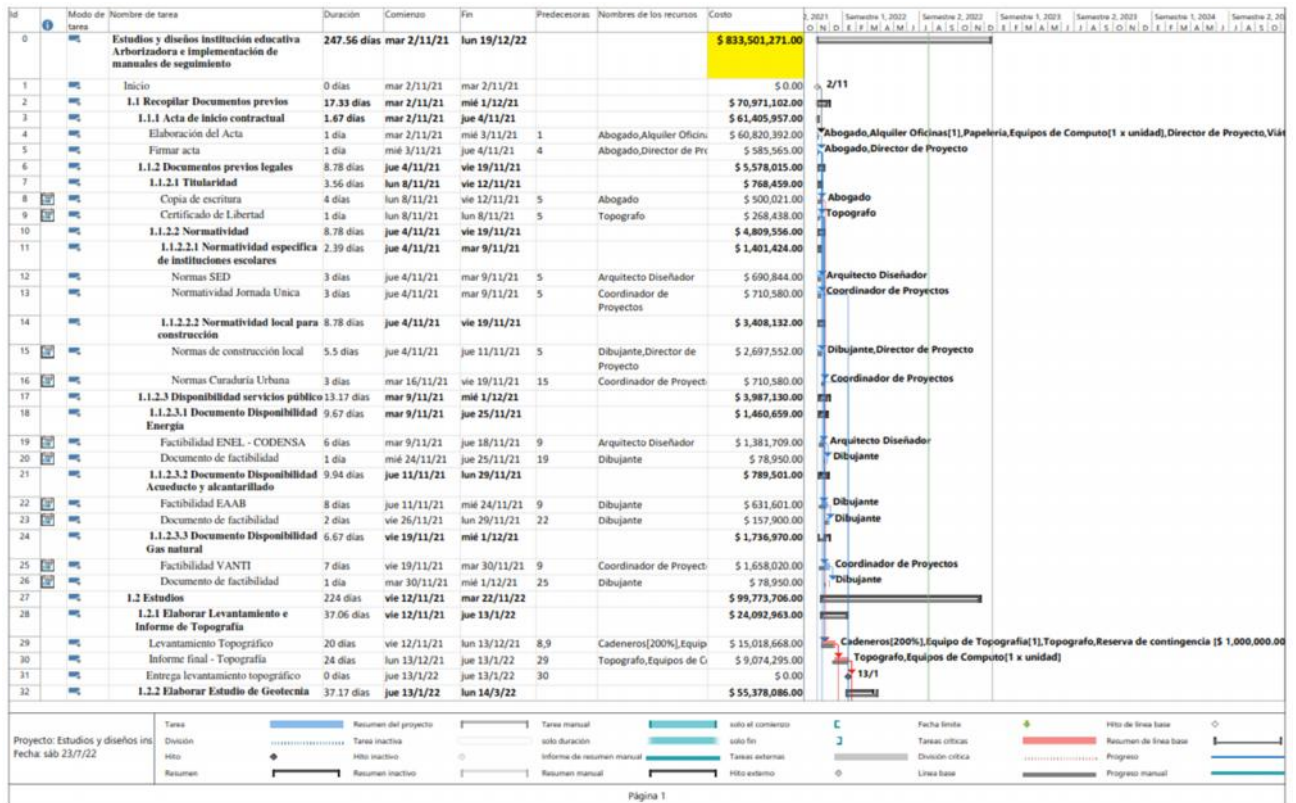 Id Modo de tarea Nombre de tarea Duración Comienzo Fin Predecesoras Nombres de los recursos Costo 2, 2021 Semestre 1, 2022 Semestre 2, 2022 Semestre 1, 2023 Semestre 2, 2023 Semestre 1, 2024 Semestre 2, 20
O N D E F M A M J J A S O N D E F M A M J J A S O N D E F M A M J J A S O
0 Estudios y diseños institución educativa Arborizadora e implementación de manuales de seguimiento 247.56 días mar 2/11/21 lun 19/12/22 $ 833,501,271.00
1 Inicio 0 días mar 2/11/21 mar 2/11/21 $ 0.00 2/11
2 1.1 Recopilar Documentos previos 17.33 días mar 2/11/21 mié 1/12/21 $ 70,971,102.00
3 1.1.1 Acta de inicio contractual 1.67 días mar 2/11/21 jue 4/11/21 $ 61,405,957.00
4 Elaboración del Acta 1 día mar 2/11/21 mié 3/11/21 1 Abogado,Alquiler Oficin $ 60,820,392.00 Abogado,Alquiler Oficinas[1],Papeleria,Equipos de Computo[1 x unidad],Director de Proyecto,Viát
5 Firmar acta 1 día mié 3/11/21 jue 4/11/21 4 Abogado,Director de Prc $ 585,565.00 Abogado,Director de Proyecto
6 1.1.2 Documentos previos legales 8.78 días jue 4/11/21 vie 19/11/21 $ 5,578,015.00
7 1.1.2.1 Titularidad 3.56 días lun 8/11/21 vie 12/11/21 $ 768,459.00
8 Copia de escritura 4 días lun 8/11/21 vie 12/11/21 5 Abogado $ 500,021.00 Abogado
9 Certificado de Libertad 1 día lun 8/11/21 lun 8/11/21 5 Topografo $ 268,438.00 Topografo
10 1.1.2.2 Normatividad 8.78 días jue 4/11/21 vie 19/11/21 $ 4,809,556.00
11 1.1.2.2.1 Normatividad especifica de instituciones escolares 2.39 días jue 4/11/21 mar 9/11/21 $ 1,401,424.00
12 Normas SED 3 días jue 4/11/21 mar 9/11/21 5 Arquitecto Diseñador $ 690,844.00 Arquitecto Diseñador
13 Normatividad Jornada Unica 3 días jue 4/11/21 mar 9/11/21 5 Coordinador de Proyectos $ 710,580.00 Coordinador de Proyectos
14 1.1.2.2.2 Normatividad local para construcción 8.78 días jue 4/11/21 vie 19/11/21 $ 3,408,132.00
15 Normas de construcción local 5.5 días jue 4/11/21 jue 11/11/21 5 Dibujante,Director de Proyecto $ 2,697,552.00 Dibujante,Director de Proyecto
16 Normas Curaduría Urbana 3 días mar 16/11/21 vie 19/11/21 15 Coordinador de Proyect $ 710,580.00 Coordinador de Proyectos
17 1.1.2.3 Disponibilidad servicios público 13.17 días mar 9/11/21 mié 1/12/21 $ 3,987,130.00
18 1.1.2.3.1 Documento Disponibilidad Energía 9.67 días mar 9/11/21 jue 25/11/21 $ 1,460,659.00
19 Factibilidad ENEL - CODENSA 6 días mar 9/11/21 jue 18/11/21 9 Arquitecto Diseñador $ 1,381,709.00 Arquitecto Diseñador
20 Documento de factibilidad 1 día mié 24/11/21 jue 25/11/21 19 Dibujante $ 78,950.00 Dibujante
21 1.1.2.3.2 Documento Disponibilidad Acueducto y alcantarillado 9.94 días jue 11/11/21 lun 29/11/21 $ 789,501.00
22 Factibilidad EAAB 8 días jue 11/11/21 mié 24/11/21 9 Dibujante $ 631,601.00 Dibujante
23 Documento de factibilidad 2 días vie 26/11/21 lun 29/11/21 22 Dibujante $ 157,900.00 Dibujante
24 1.1.2.3.3 Documento Disponibilidad Gas natural 6.67 días vie 19/11/21 mié 1/12/21 $ 1,736,970.00
25 Factibilidad VANTI 7 días vie 19/11/21 mar 30/11/21 9 Coordinador de Proyect $ 1,658,020.00 Coordinador de Proyectos
26 Documento de factibilidad 1 día mar 30/11/21 mié 1/12/21 25 Dibujante $ 78,950.00 Dibujante
27 1.2 Estudios 224 días vie 12/11/21 mar 22/11/22 $ 99,773,706.00
28 1.2.1 Elaborar Levantamiento e Informe de Topografía 37.06 días vie 12/11/21 jue 13/1/22 $ 24,092,963.00
29 Levantamiento Topográfico 20 días vie 12/11/21 lun 13/12/21 8,9 Cadeneros[200%],Equip $ 15,018,668.00 Cadeneros[200%],Equipo de Topografia[1],Topografo,Reserva de contingencia [$ 1,000,000.00
30 Informe final - Topografía 24 días lun 13/12/21 jue 13/1/22 29 Topografo,Equipos de C $ 9,074,295.00 Topografo,Equipos de Computo[1 x unidad]
31 Entrega levantamiento topográfico 0 días jue 13/1/22 jue 13/1/22 30 $ 0.00 13/1
32 1.2.2 Elaborar Estudio de Geotecnia 37.17 días jue 13/1/22 lun 14/3/22 $ 55,378,086.00
Proyecto: Estudios y diseños ins
Fecha: sáb 23/7/22
Tarea Resumen del proyecto Tarea manual solo el comienzo Fecha límite Hito de línea base
División Tarea inactiva solo duración solo fin Tareas críticas Resumen de línea base
Hito Hito inactivo Informe de resumen manual Tareas externas División crítica Progreso
Resumen Resumen inactivo Resumen manual Hito externo Línea base Progreso manual
Página 1